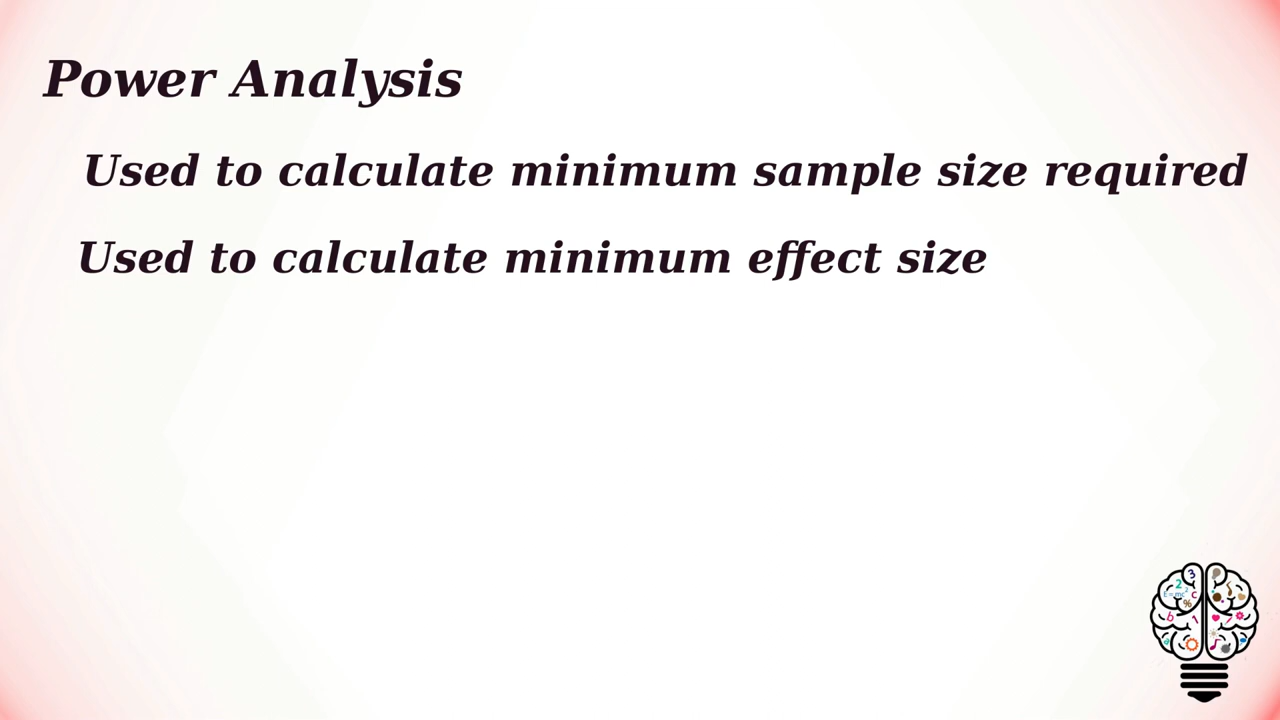 Power Analysis
Used to calculate minimum sample size required
Used to calculate minimum effect size